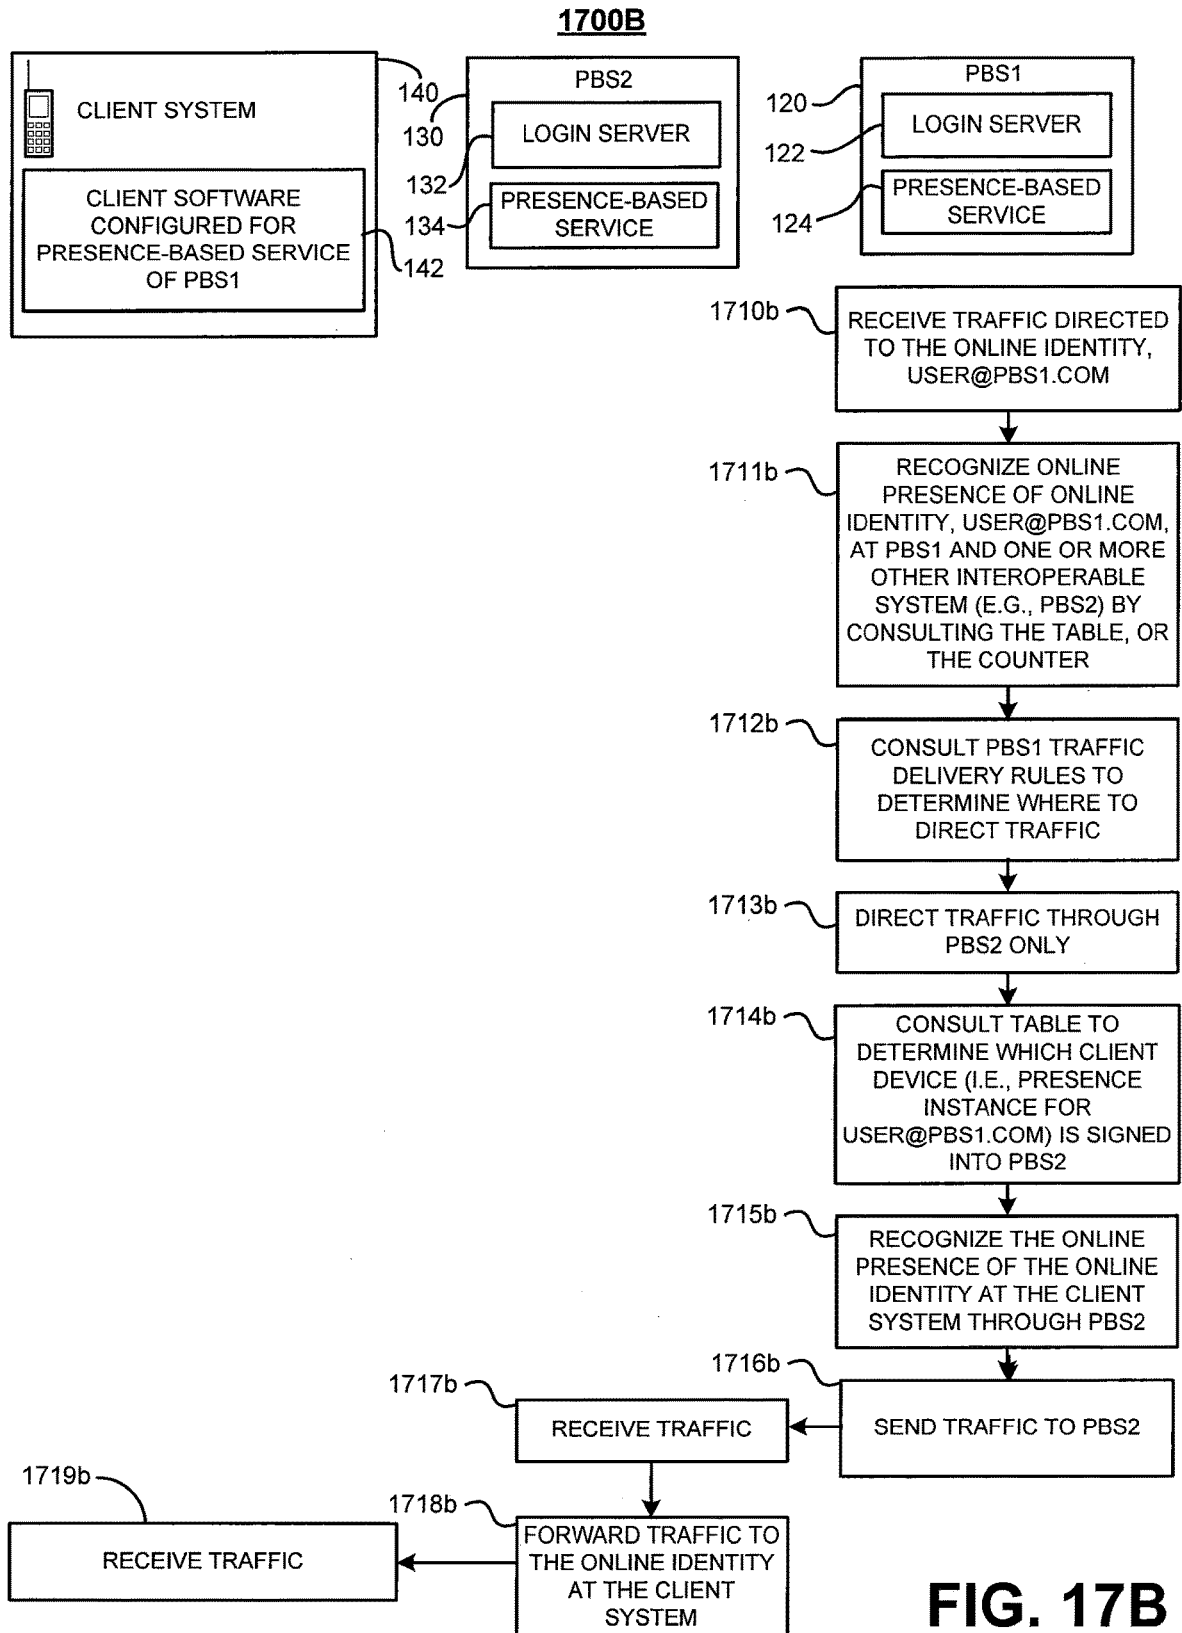 1700B
CLIENT SYSTEM
140
CLIENT SOFTWARE
CONFIGURED FOR
PRESENCE-BASED SERVICE
OF PBS1
142
PBS2
130
LOGIN SERVER
132
PRESENCE-BASED
SERVICE
134
PBS1
120
LOGIN SERVER
122
PRESENCE-BASED
SERVICE
124
1710b
RECEIVE TRAFFIC DIRECTED
TO THE ONLINE IDENTITY,
USER@PBS1.COM
1711b
RECOGNIZE ONLINE
PRESENCE OF ONLINE
IDENTITY, USER@PBS1.COM,
AT PBS1 AND ONE OR MORE
OTHER INTEROPERABLE
SYSTEM (E.G., PBS2) BY
CONSULTING THE TABLE, OR
THE COUNTER
1712b
CONSULT PBS1 TRAFFIC
DELIVERY RULES TO
DETERMINE WHERE TO
DIRECT TRAFFIC
1713b
DIRECT TRAFFIC THROUGH
PBS2 ONLY
1714b
CONSULT TABLE TO
DETERMINE WHICH CLIENT
DEVICE (I.E., PRESENCE
INSTANCE FOR
USER@PBS1.COM) IS SIGNED
INTO PBS2
1715b
RECOGNIZE THE ONLINE
PRESENCE OF THE ONLINE
IDENTITY AT THE CLIENT
SYSTEM THROUGH PBS2
1716b
SEND TRAFFIC TO PBS2
1717b
RECEIVE TRAFFIC
1718b
FORWARD TRAFFIC TO
THE ONLINE IDENTITY
AT THE CLIENT
SYSTEM
1719b
RECEIVE TRAFFIC
FIG. 17B